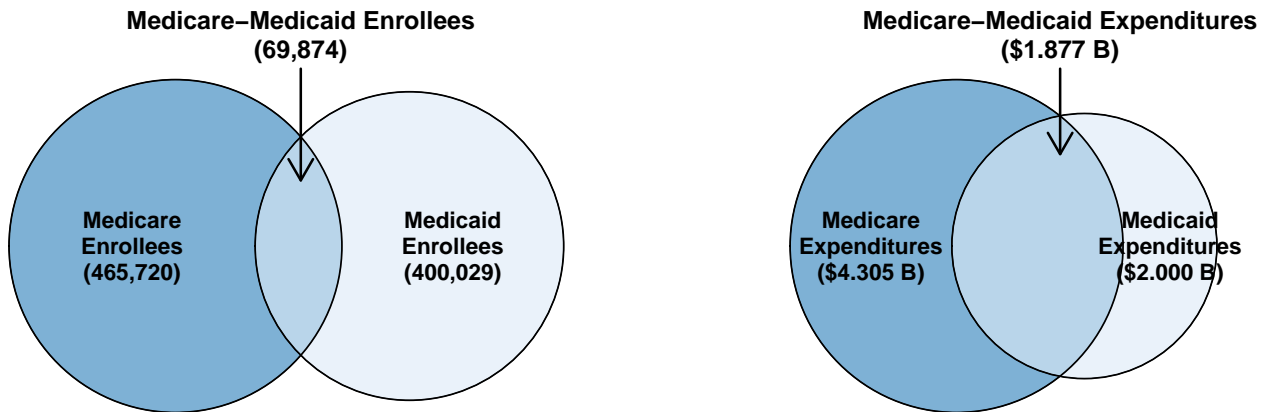 Medicare−Medicaid Enrollees
(69,874)
Medicare
Enrollees
(465,720)
Medicaid
Enrollees
(400,029)
Medicare−Medicaid Expenditures
($1.877 B)
Medicare
Expenditures
($4.305 B)
Medicaid
Expenditures
($2.000 B)